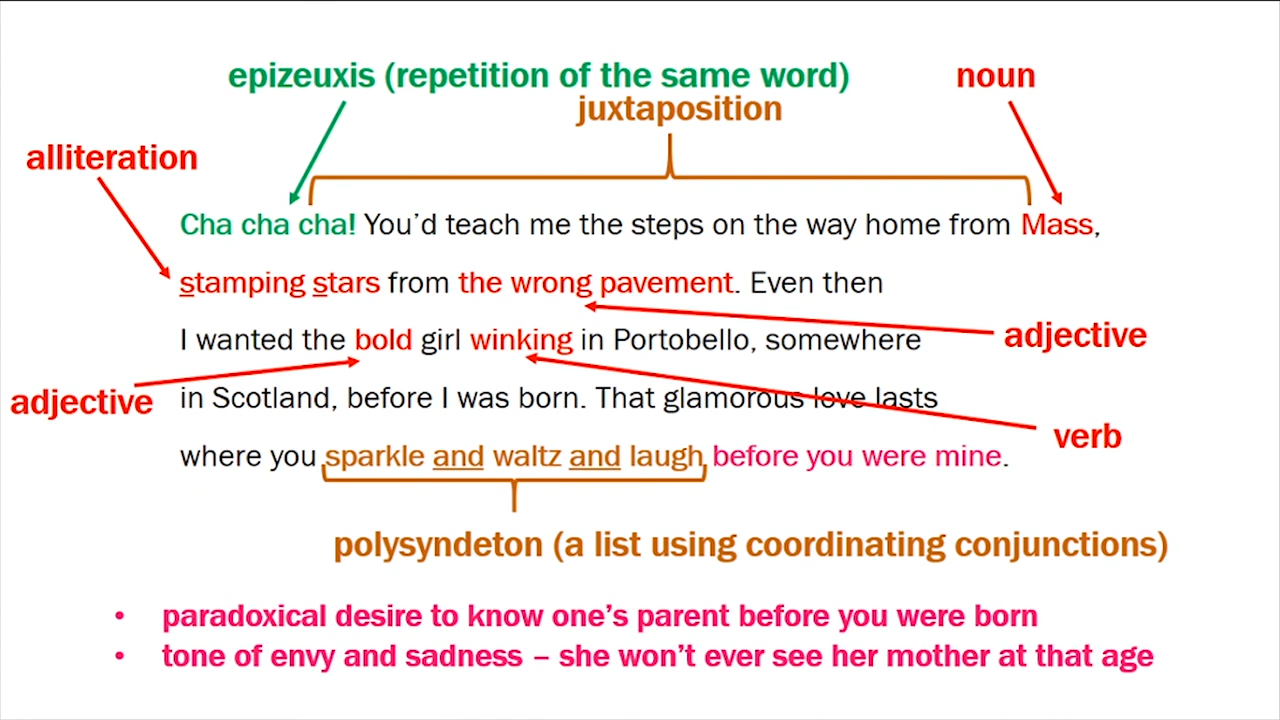 epizeuxis (repetition of the same word)
noun
juxtaposition
alliteration
Cha cha cha! You’d teach me the steps on the way home from Mass,
stamping stars from the wrong pavement. Even then
I wanted the bold girl winking in Portobello, somewhere
adjective
adjective
in Scotland, before I was born. That glamorous love lasts
verb
where you sparkle and waltz and laugh before you were mine.
polysyndeton (a list using coordinating conjunctions)
• paradoxical desire to know one’s parent before you were born
• tone of envy and sadness – she won’t ever see her mother at that age